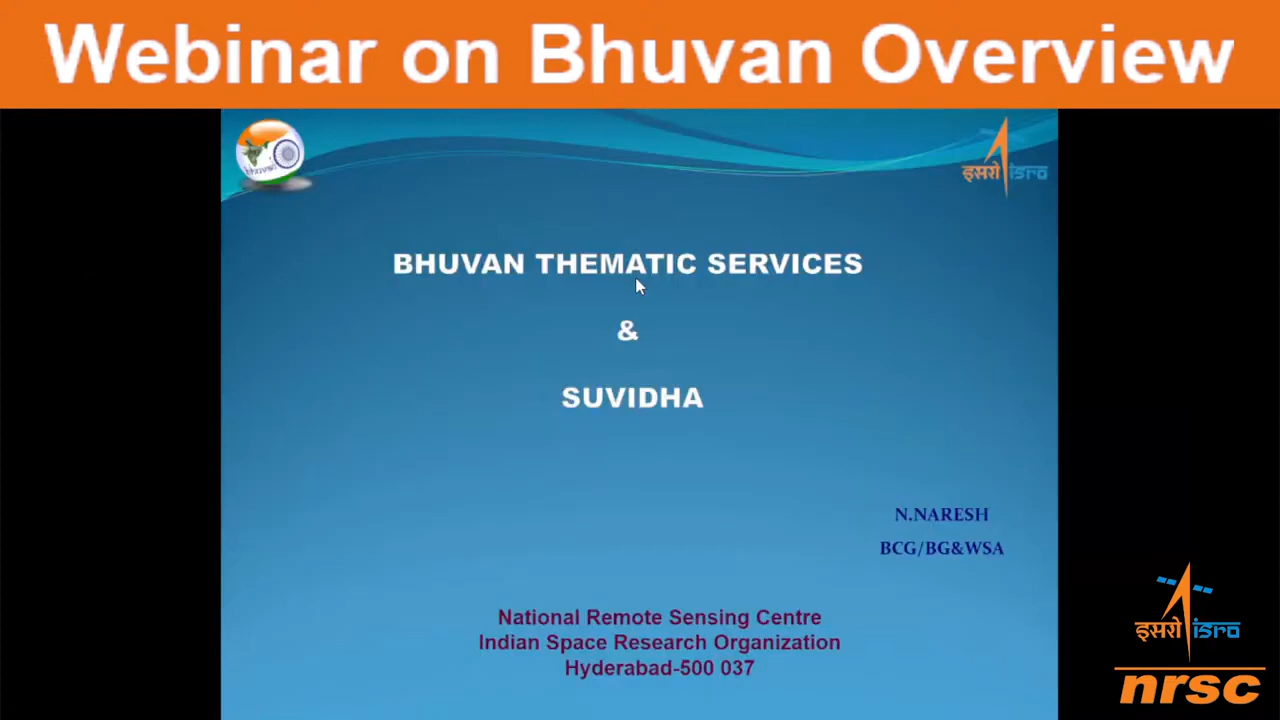 Webinar on Bhuvan Overview
bhuvan
इसरो isro
BHUVAN THEMATIC SERVICES
&
SUVIDHA
N.NARESH
BCG/BG&WSA
National Remote Sensing Centre
Indian Space Research Organization
Hyderabad-500 037
इसरो isro
nrsc